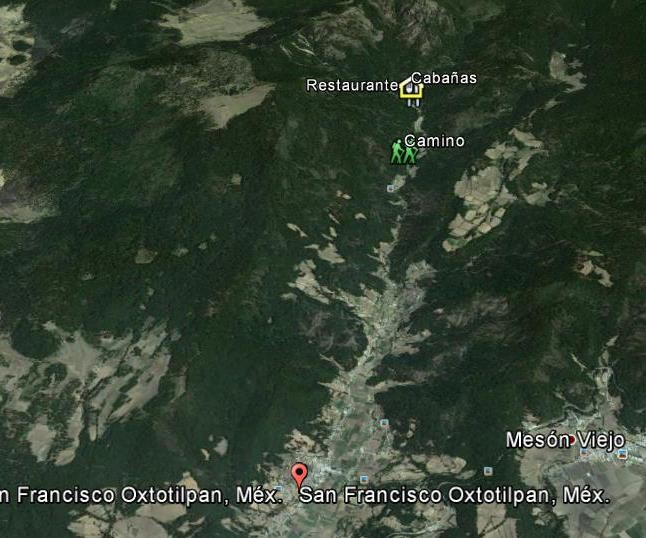 Restaurante Cabañas
Camino
Mesón Viejo
n Francisco Oxtotilpan, Méx. San Francisco Oxtotilpan, Méx.